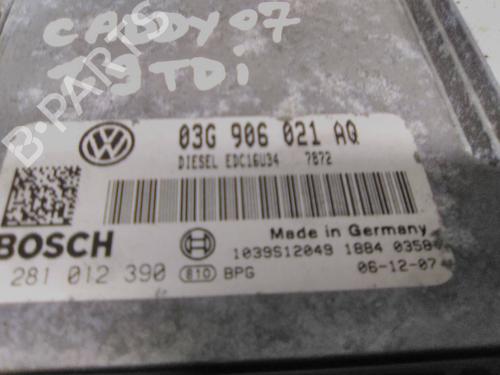 CADDY 07
1.9 TDi
B-PARTS
03G 906 021 AQ
DIESEL EDC16U34 7872
BOSCH
Made in Germany
1039S12049 1884 0358
281 012 390 E10 BPG 06-12-07